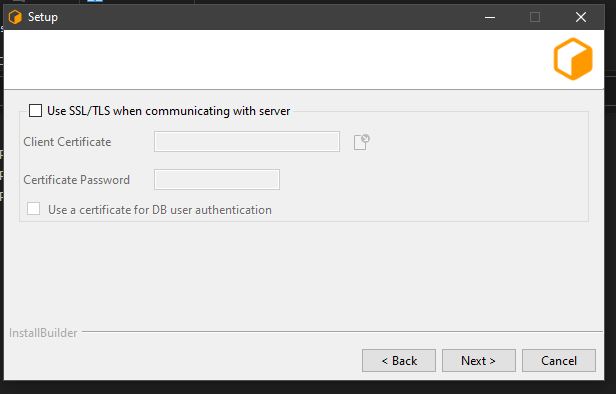 Setup
Use SSL/TLS when communicating with server
Client Certificate
Certificate Password
Use a certificate for DB user authentication
InstallBuilder
< Back
Next >
Cancel